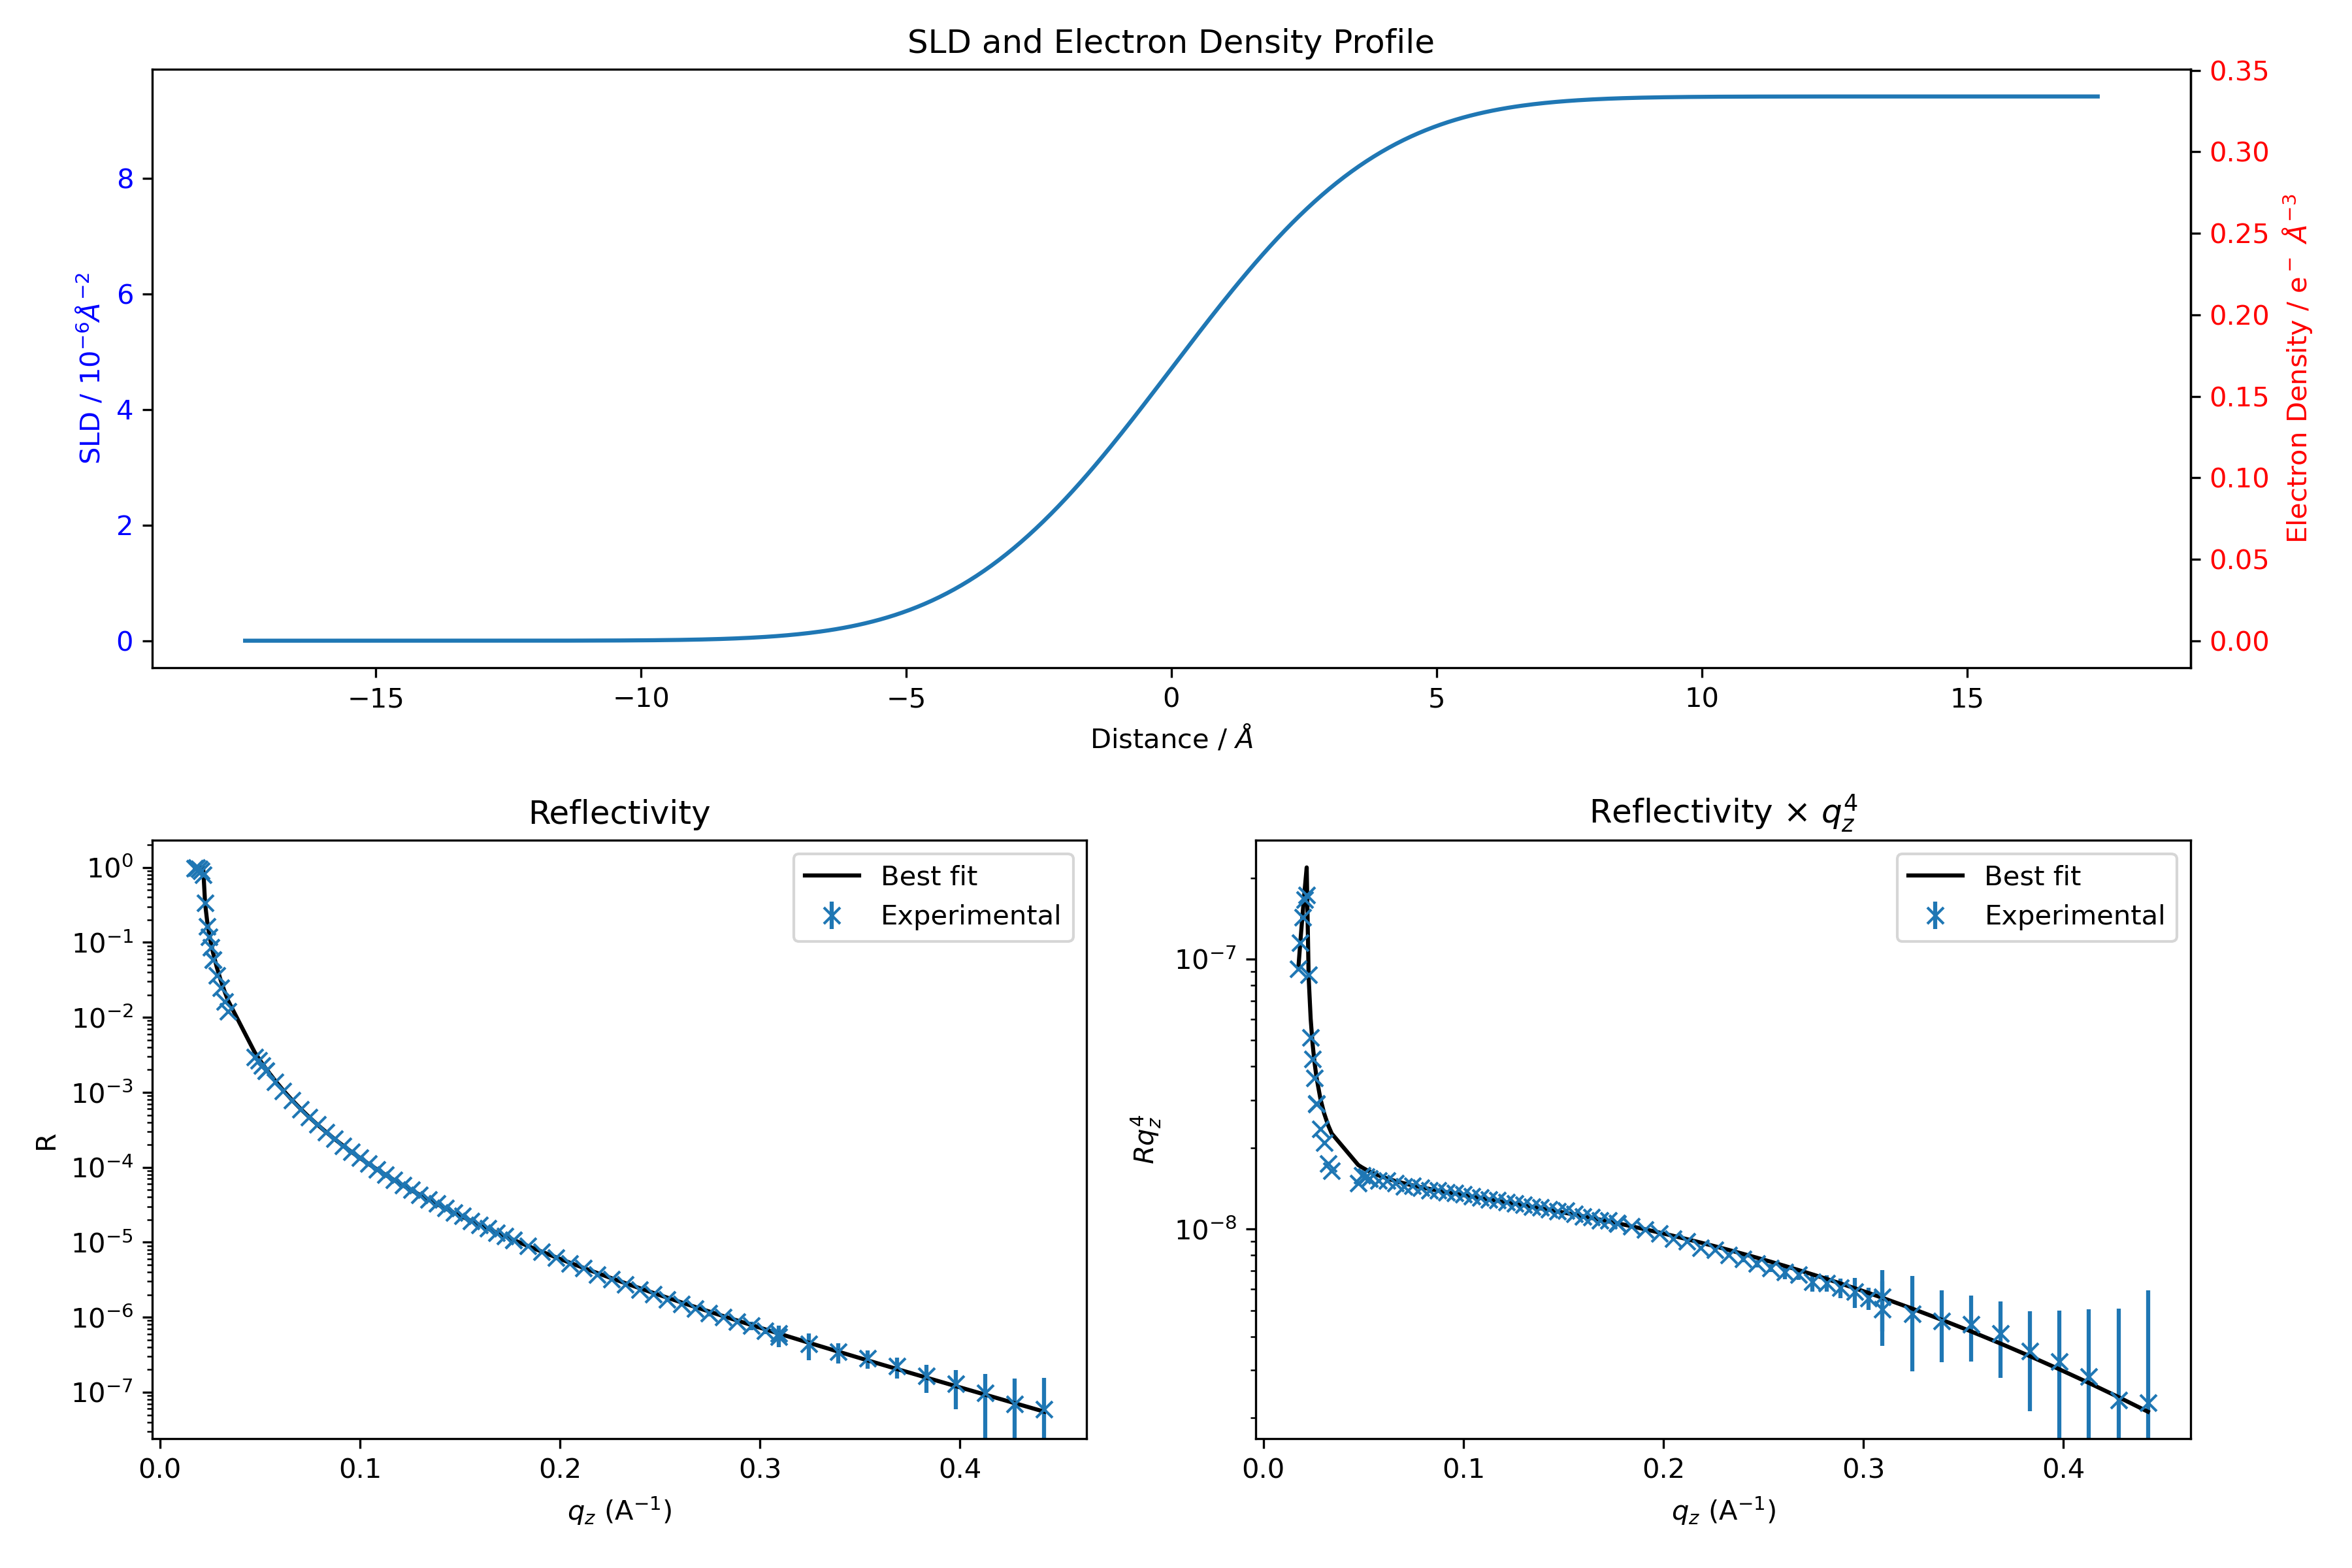 SLD and Electron Density Profile
SLD / 10⁻⁶Å⁻²
8
6
4
2
0
0.35
0.30
0.25
0.20
0.15
0.10
0.05
0.00
Electron Density / e⁻ Å⁻³
−15 −10 −5 0 5 10 15
Distance / Å
Reflectivity
R
10⁰
10⁻¹
10⁻²
10⁻³
10⁻⁴
10⁻⁵
10⁻⁶
10⁻⁷
Best fit
Experimental
0.0 0.1 0.2 0.3 0.4
q_z (A⁻¹)
Reflectivity × q_z⁴
Rq_z⁴
10⁻⁷
10⁻⁸
Best fit
Experimental
0.0 0.1 0.2 0.3 0.4
q_z (A⁻¹)